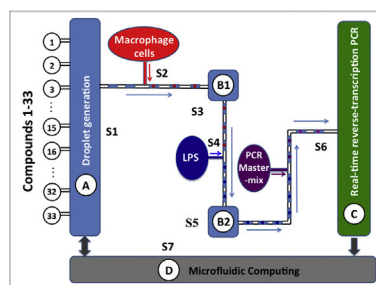 Compounds 1-33
1
2
3
15
16
32
33
Droplet generation
A
S1
Macrophage
cells
S2
S3
B1
S4
LPS
PCR
Master-
mix
S5
B2
S6
Real-time reverse-transcription PCR
C
S7
D
Microfluidic Computing